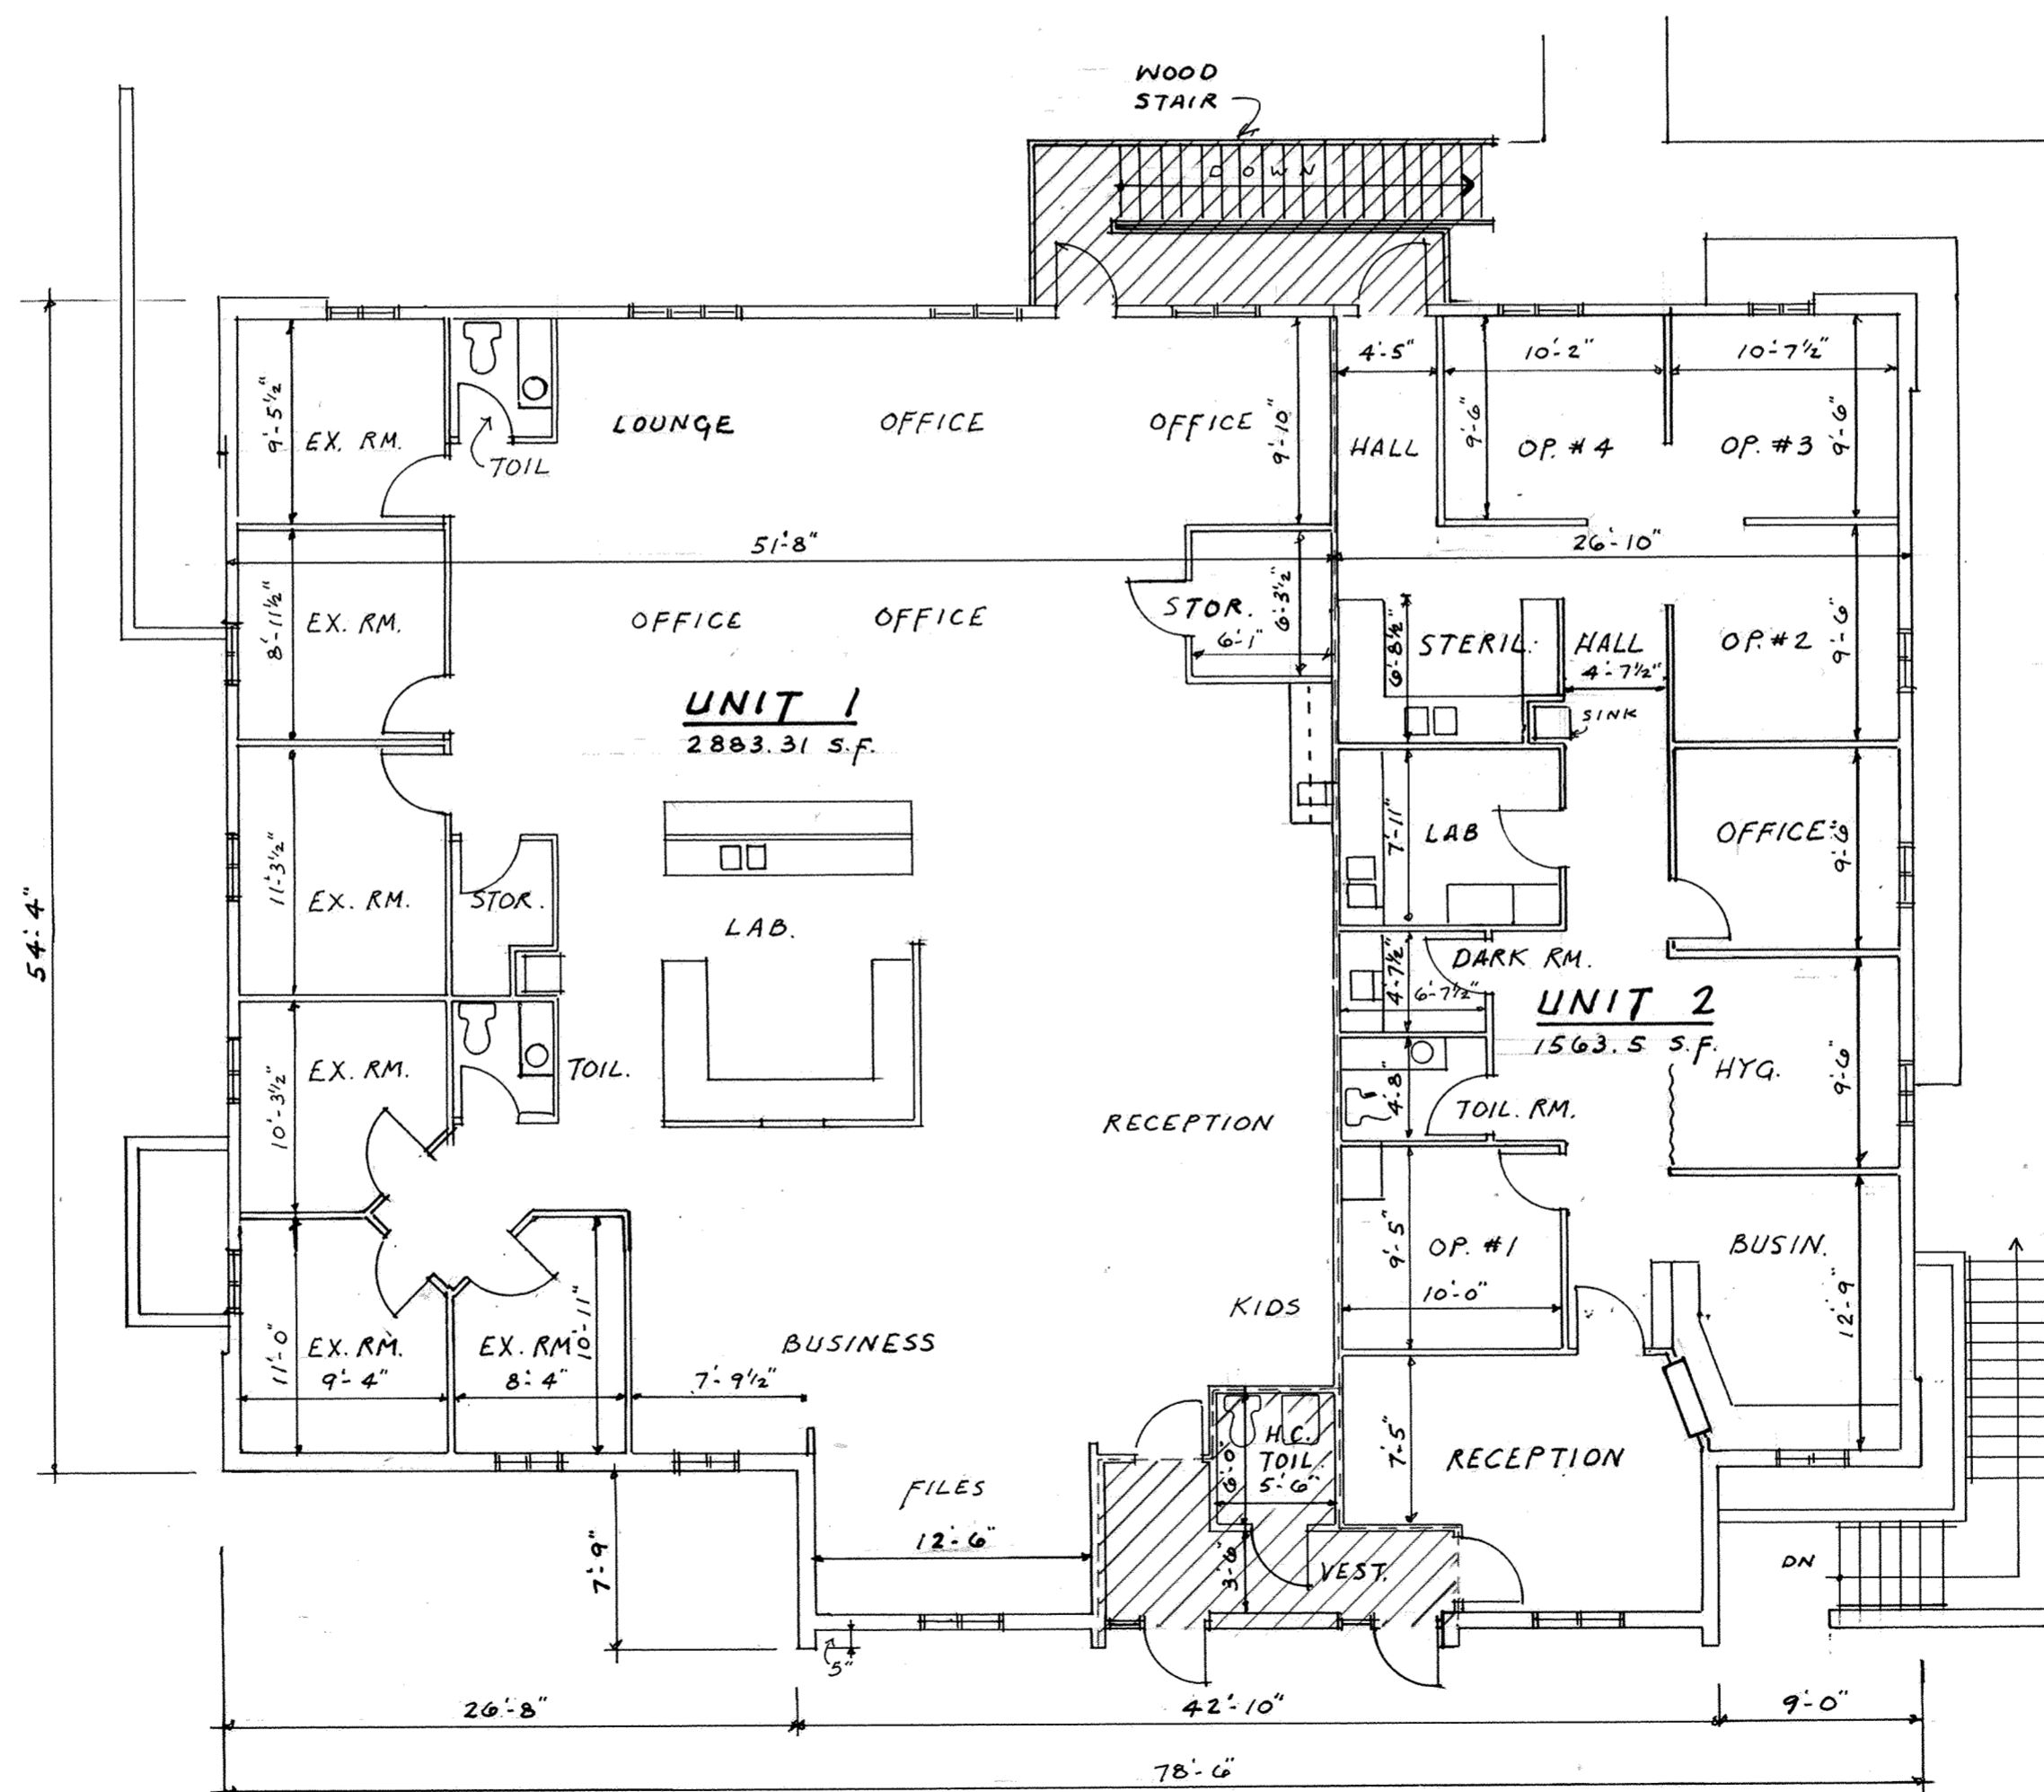 WOOD
STAIR
DOWN
4'-5"
10'-2"
10'-7½"
9'-5½"
EX. RM.
TOIL
LOUNGE
OFFICE
OFFICE
9'-10"
HALL
9'-6"
OP. #4
OP. #3
9'-6"
51'-8"
26'-10"
8'-11½"
EX. RM.
OFFICE
OFFICE
STOR.
6'-3½"
6'-1"
6'-8½"
STERIL.
HALL
4'-7½"
OP. #2
9'-6"
SINK
UNIT 1
2883.31 S.F.
54'-4"
11'-3½"
EX. RM.
STOR.
LAB.
7'-11"
LAB
OFFICE
9'-6"
4'-7½"
DARK RM.
6'-7½"
UNIT 2
1563.5 S.F.
10'-3½"
EX. RM.
TOIL.
RECEPTION
4'-8"
TOIL. RM.
HYG.
9'-6"
9'-5"
OP. #1
10'-0"
BUSIN.
12'-9"
KIDS
11'-0"
EX. RM.
9'-4"
EX. RM
8'-4"
10'-11"
7'-9½"
BUSINESS
H.C.
TOIL.
5'-6"
6'-0"
7'-5"
RECEPTION
FILES
12'-6"
7'-9"
3'-6"
VEST.
DN
5"
26'-8"
42'-10"
9'-0"
78'-6"